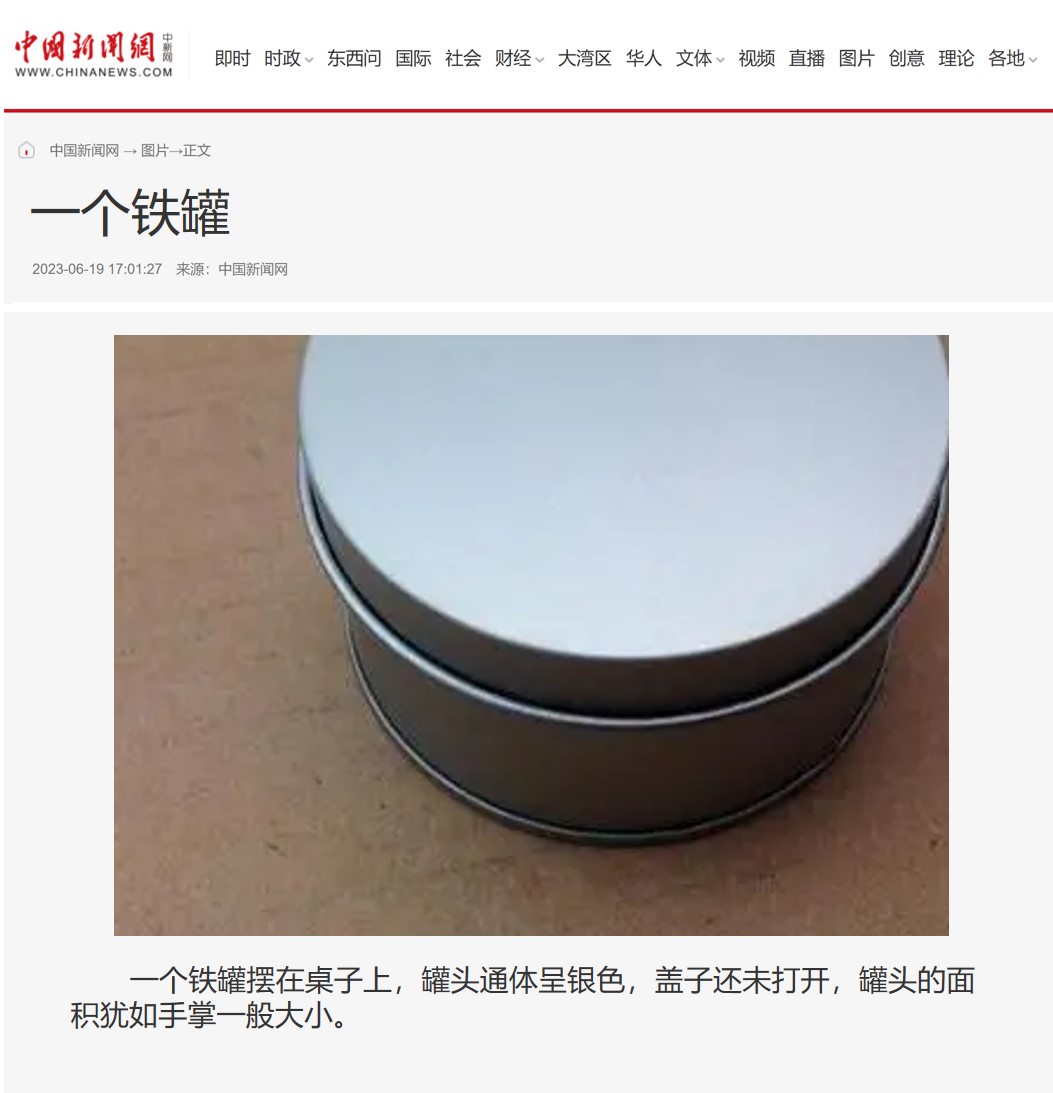 中國新聞網 中新网
WWW.CHINANEWS.COM
即时 时政 东西问 国际 社会 财经 大湾区 华人 文体 视频 直播 图片 创意 理论 各地
中国新闻网 → 图片→正文
一个铁罐
2023-06-19 17:01:27 来源：中国新闻网
一个铁罐摆在桌子上，罐头通体呈银色，盖子还未打开，罐头的面
积犹如手掌一般大小。